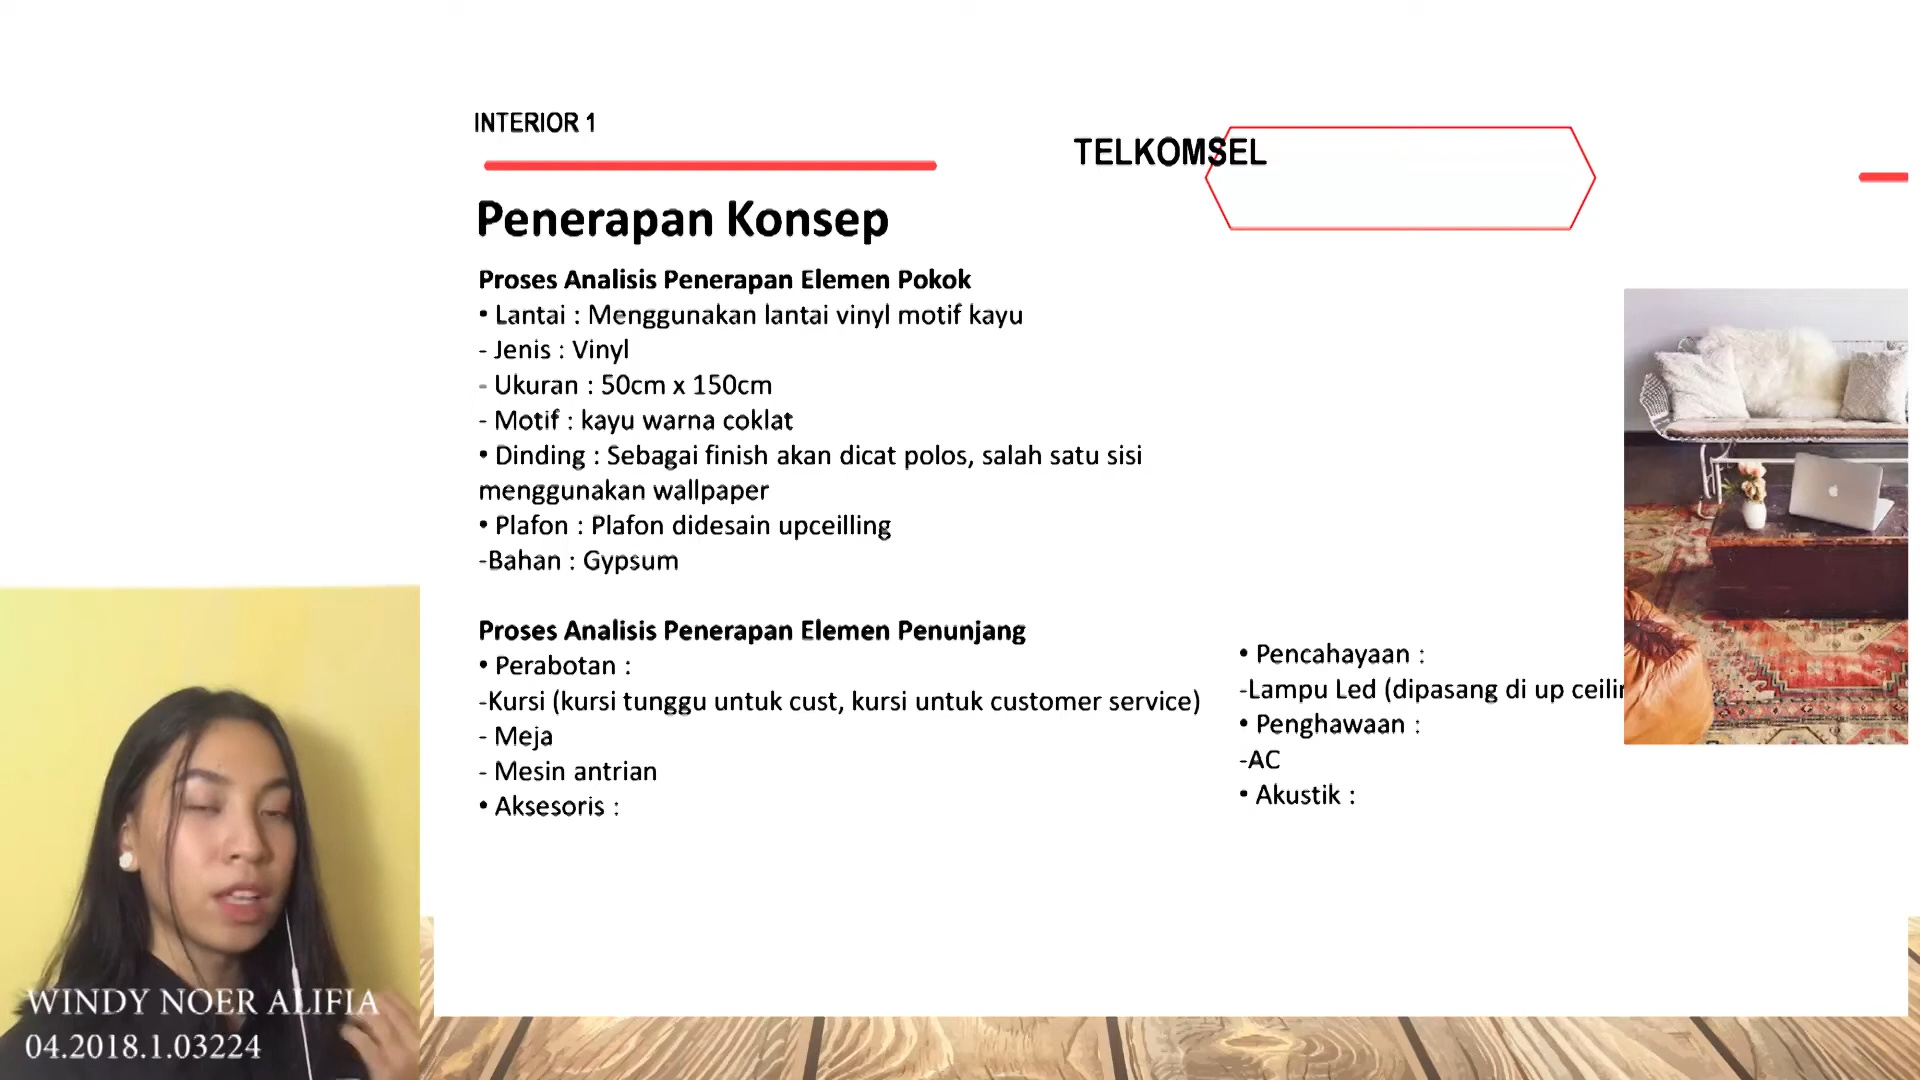 INTERIOR 1
TELKOMSEL
Penerapan Konsep
Proses Analisis Penerapan Elemen Pokok
• Lantai : Menggunakan lantai vinyl motif kayu
- Jenis : Vinyl
- Ukuran : 50cm x 150cm
- Motif : kayu warna coklat
• Dinding : Sebagai finish akan dicat polos, salah satu sisi
menggunakan wallpaper
• Plafon : Plafon didesain upceilling
-Bahan : Gypsum
Proses Analisis Penerapan Elemen Penunjang
• Perabotan :
-Kursi (kursi tunggu untuk cust, kursi untuk customer service)
- Meja
- Mesin antrian
• Aksesoris :
• Pencahayaan :
-Lampu Led (dipasang di up
• Penghawaan :
-AC
• Akustik :
WINDY NOER ALIFIA
04.2018.1.03224